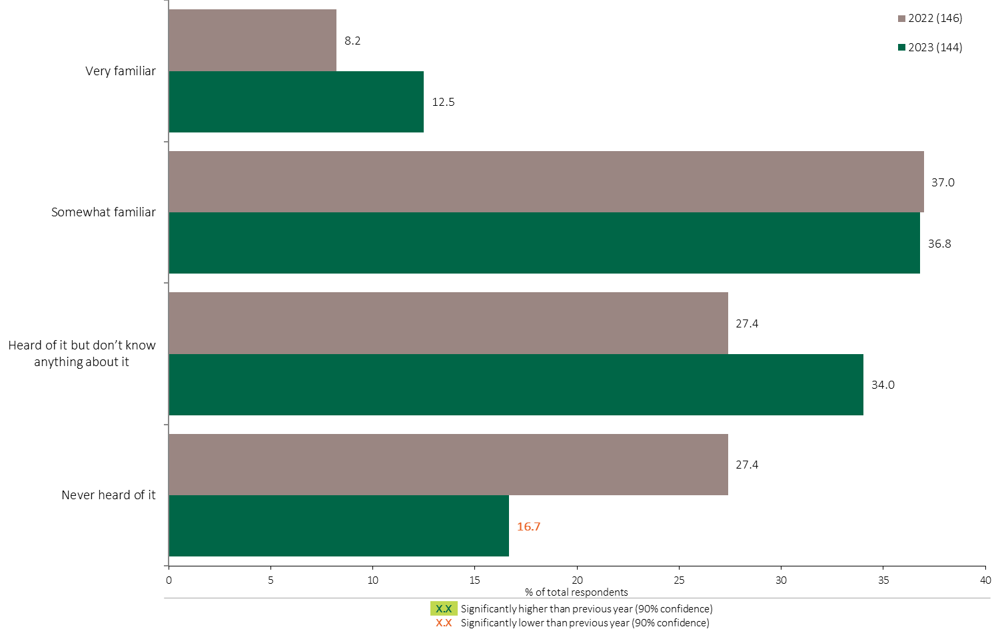 2022 (146)
2023 (144)
Very familiar
8.2
12.5
Somewhat familiar
37.0
36.8
Heard of it but don’t know
anything about it
27.4
34.0
Never heard of it
27.4
16.7
0 5 10 15 20 25 30 35 40
% of total respondents
X.X Significantly higher than previous year (90% confidence)
X.X Significantly lower than previous year (90% confidence)